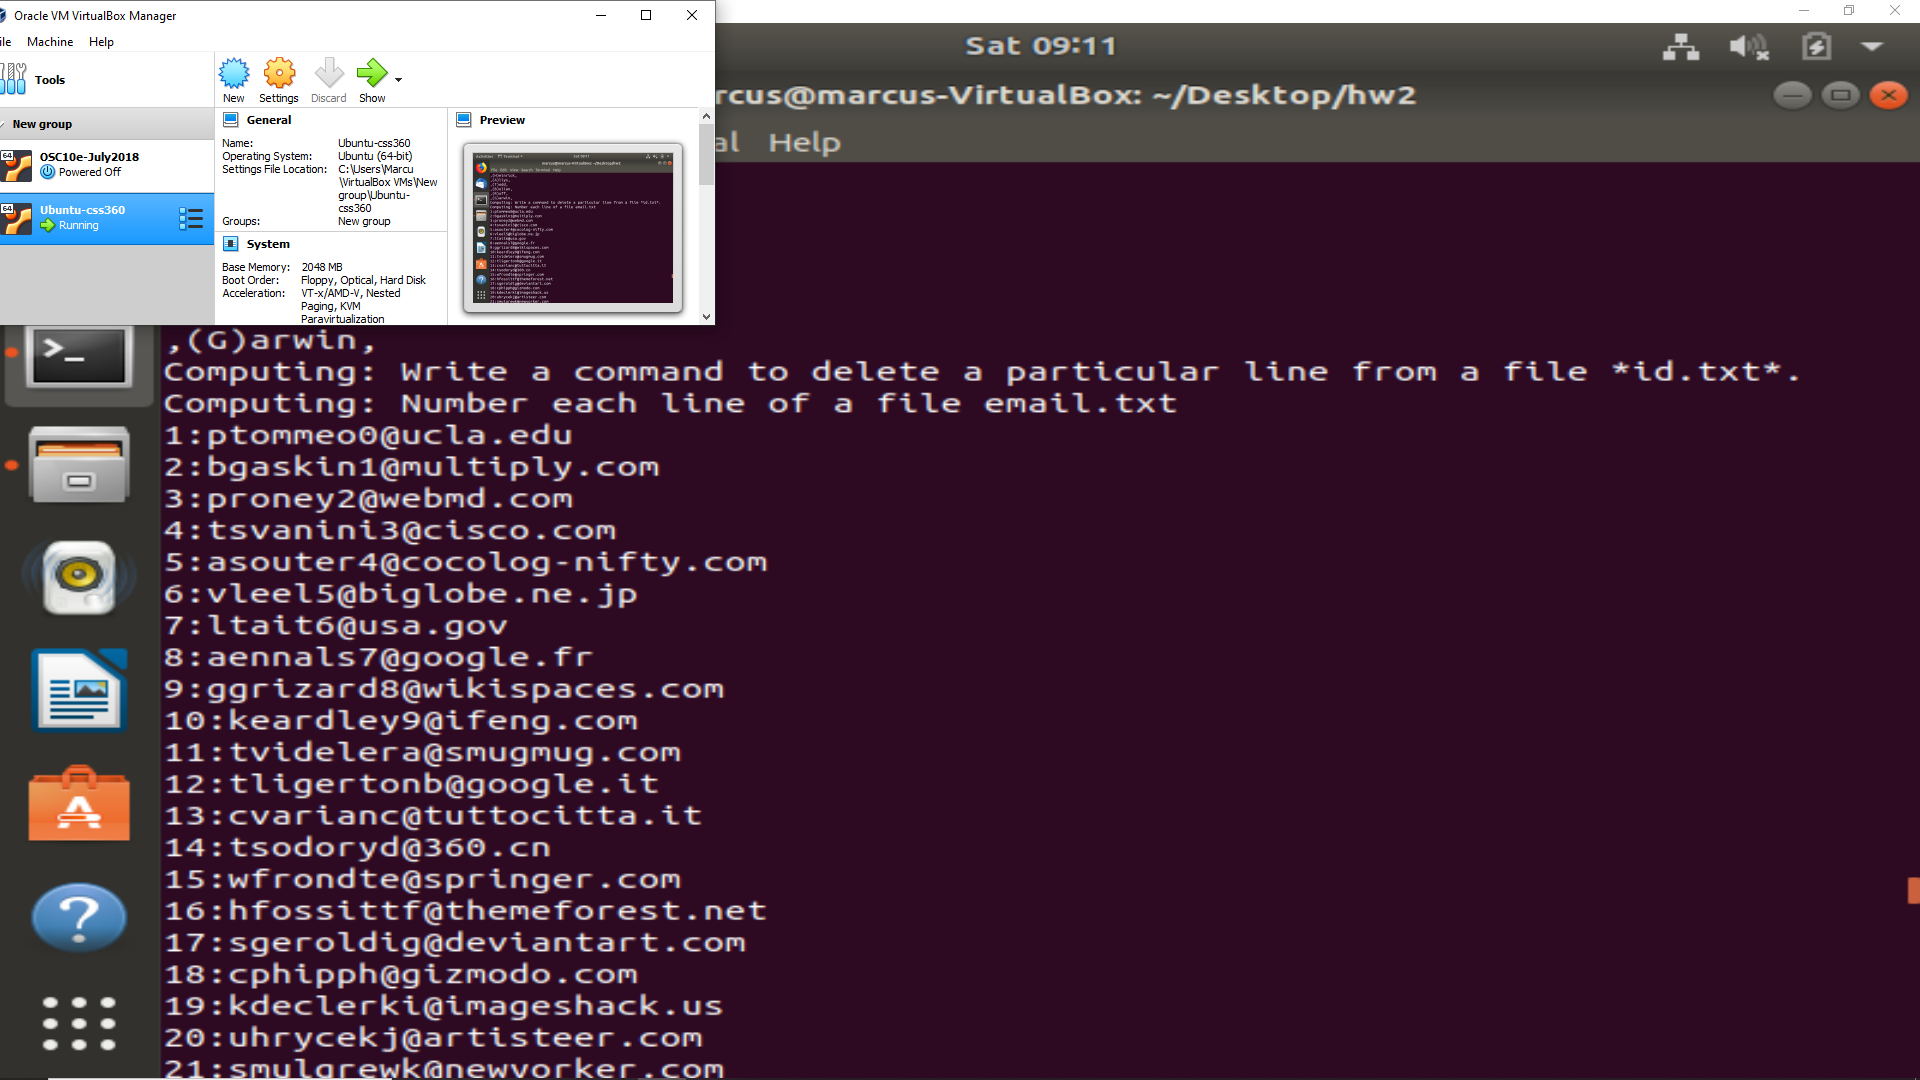 Oracle VM VirtualBox Manager
ile Machine Help
Tools
New Settings Discard Show
New group
OSC10e-July2018
Powered Off
Ubuntu-css360
Running
General
Name: Ubuntu-css360
Operating System: Ubuntu (64-bit)
Settings File Location: C:\Users\Marcu
\VirtualBox VMs\New
group\Ubuntu-
css360
Groups: New group
System
Base Memory: 2048 MB
Boot Order: Floppy, Optical, Hard Disk
Acceleration: VT-x/AMD-V, Nested
Paging, KVM
Paravirtualization
Preview
Sat 09:11
rcus@marcus-VirtualBox: ~/Desktop/hw2
al Help
,(G)arwin,
Computing: Write a command to delete a particular line from a file *id.txt*.
Computing: Number each line of a file email.txt
1:ptommeo0@ucla.edu
2:bgaskin1@multiply.com
3:proney2@webmd.com
4:tsvanini3@cisco.com
5:asouter4@cocolog-nifty.com
6:vleel5@biglobe.ne.jp
7:ltait6@usa.gov
8:aennals7@google.fr
9:ggrizard8@wikispaces.com
10:keardley9@ifeng.com
11:tvidelera@smugmug.com
12:tligertonb@google.it
13:cvarianc@tuttocitta.it
14:tsodoryd@360.cn
15:wfrondte@springer.com
16:hfossittf@themeforest.net
17:sgeroldig@deviantart.com
18:cphipph@gizmodo.com
19:kdeclerki@imageshack.us
20:uhrycekj@artisteer.com
21:smulgrewk@newyorker.com